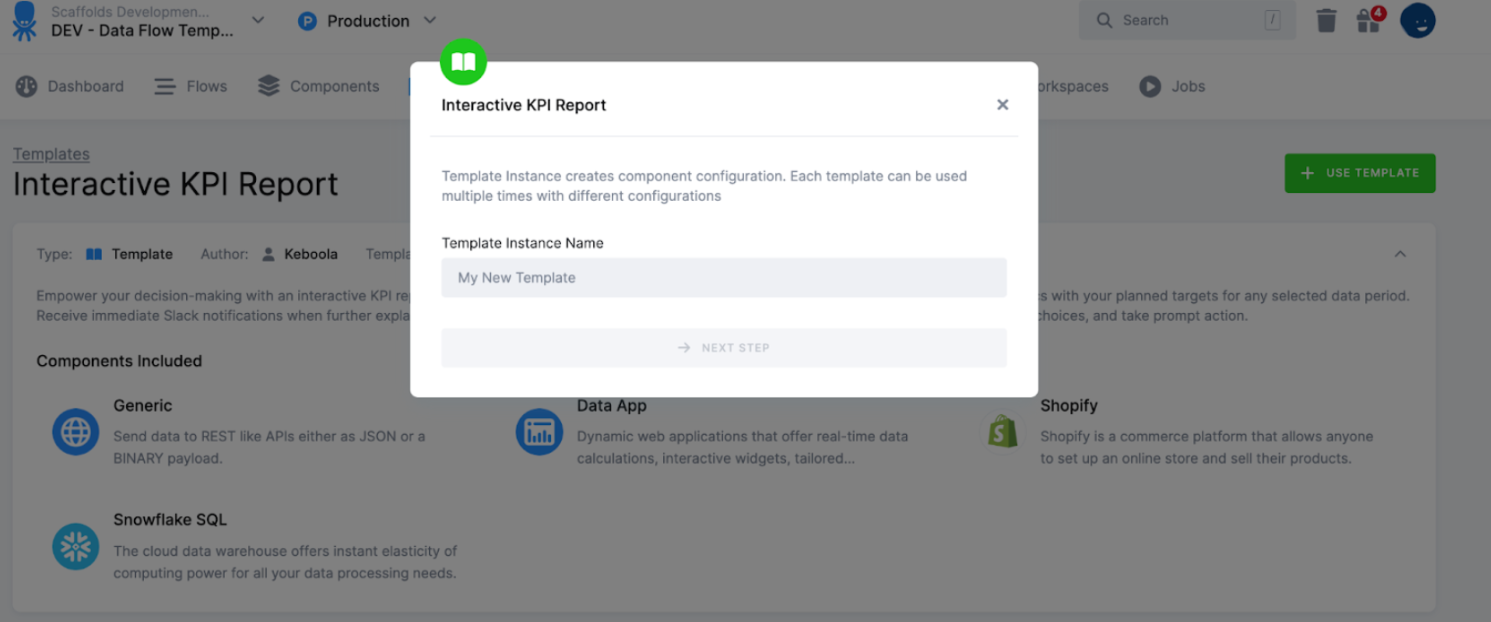 Scaffolds Developmen...
DEV - Data Flow Temp...
P Production
Search /
4
Dashboard Flows Components orkspaces Jobs
Templates
Interactive KPI Report
USE TEMPLATE
Interactive KPI Report
Template Instance creates component configuration. Each template can be used
multiple times with different configurations
Template Instance Name
My New Template
NEXT STEP
Type: Template Author: Keboola Templa
Empower your decision-making with an interactive KPI rep
s with your planned targets for any selected data period.
Receive immediate Slack notifications when further expla
choices, and take prompt action.
Components Included
Generic
Send data to REST like APIs either as JSON or a
BINARY payload.
Data App
Dynamic web applications that offer real-time data
calculations, interactive widgets, tailored...
Shopify
Shopify is a commerce platform that allows anyone
to set up an online store and sell their products.
Snowflake SQL
The cloud data warehouse offers instant elasticity of
computing power for all your data processing needs.